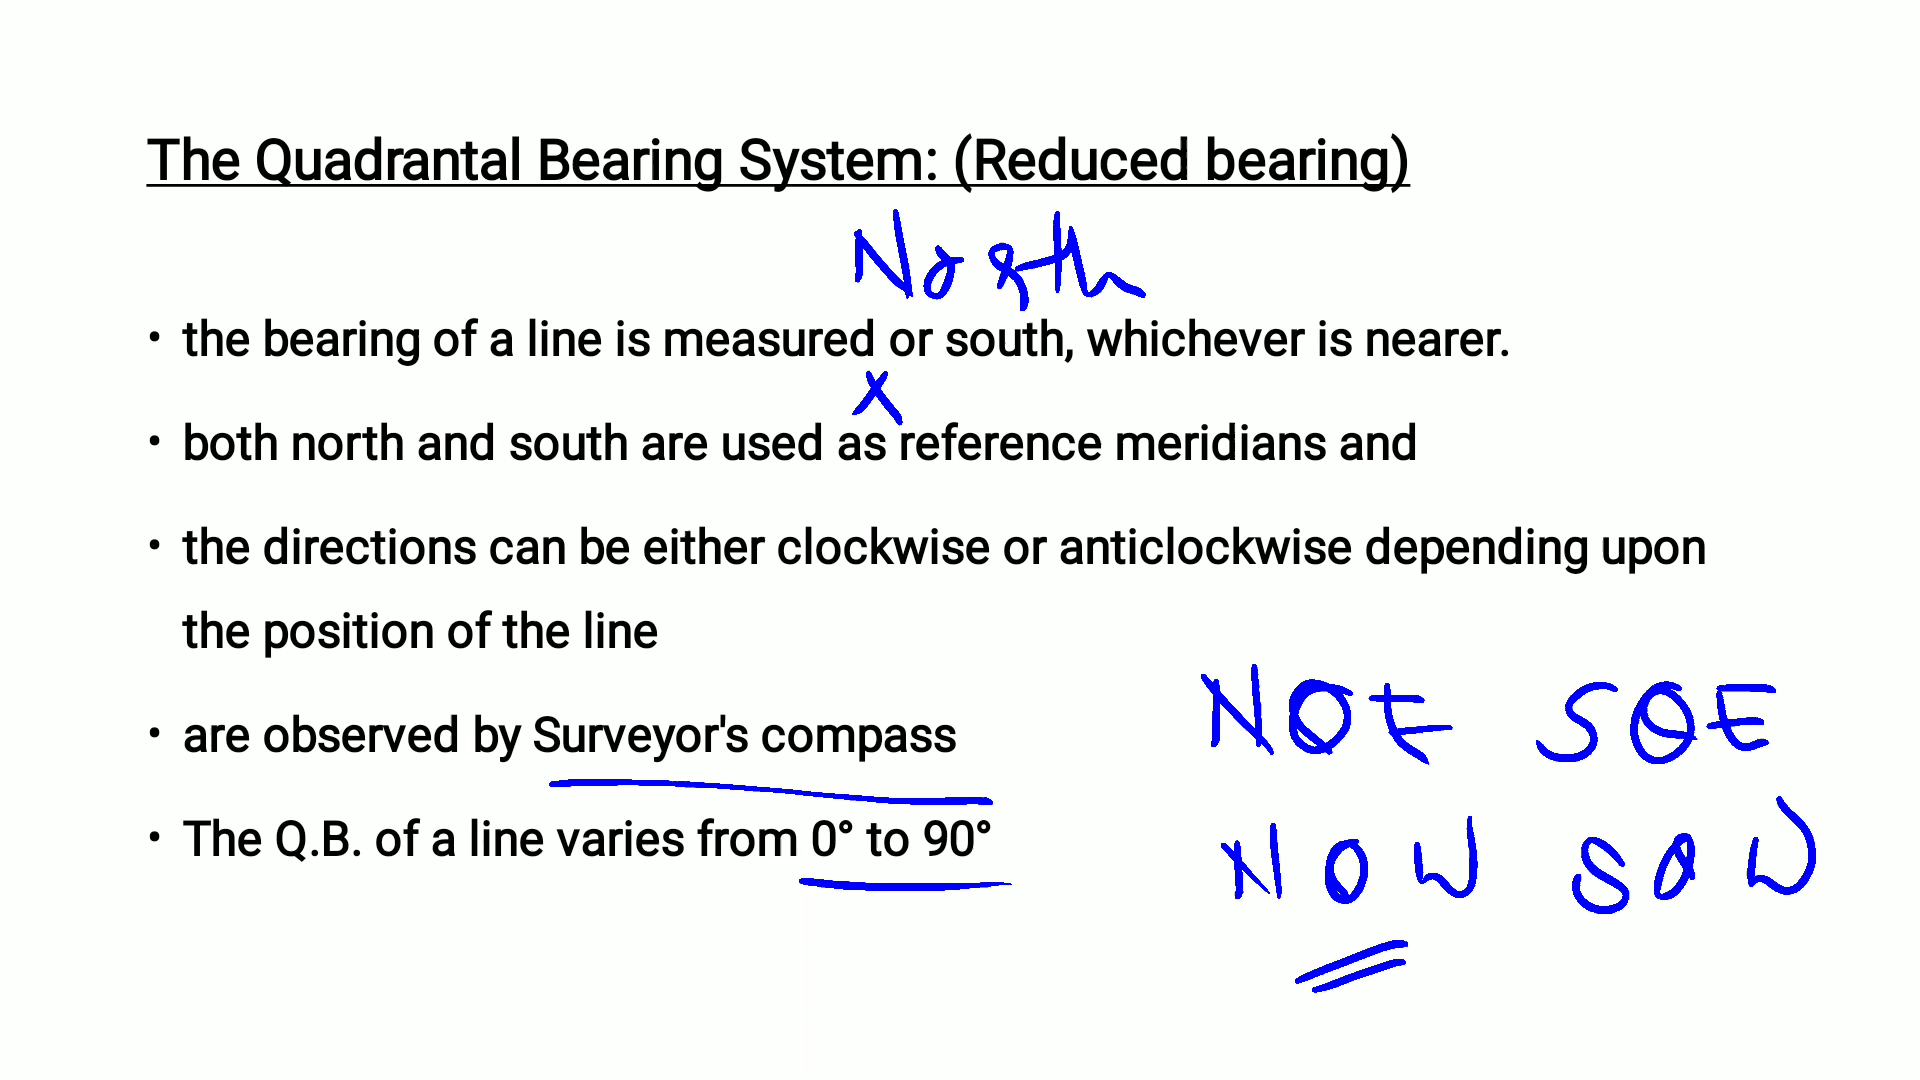 The Quadrantal Bearing System: (Reduced bearing)
North
• the bearing of a line is measured or south, whichever is nearer.
x
• both north and south are used as reference meridians and
• the directions can be either clockwise or anticlockwise depending upon
the position of the line
• are observed by Surveyor's compass
NθE SθE
• The Q.B. of a line varies from 0° to 90°
NθW SθW